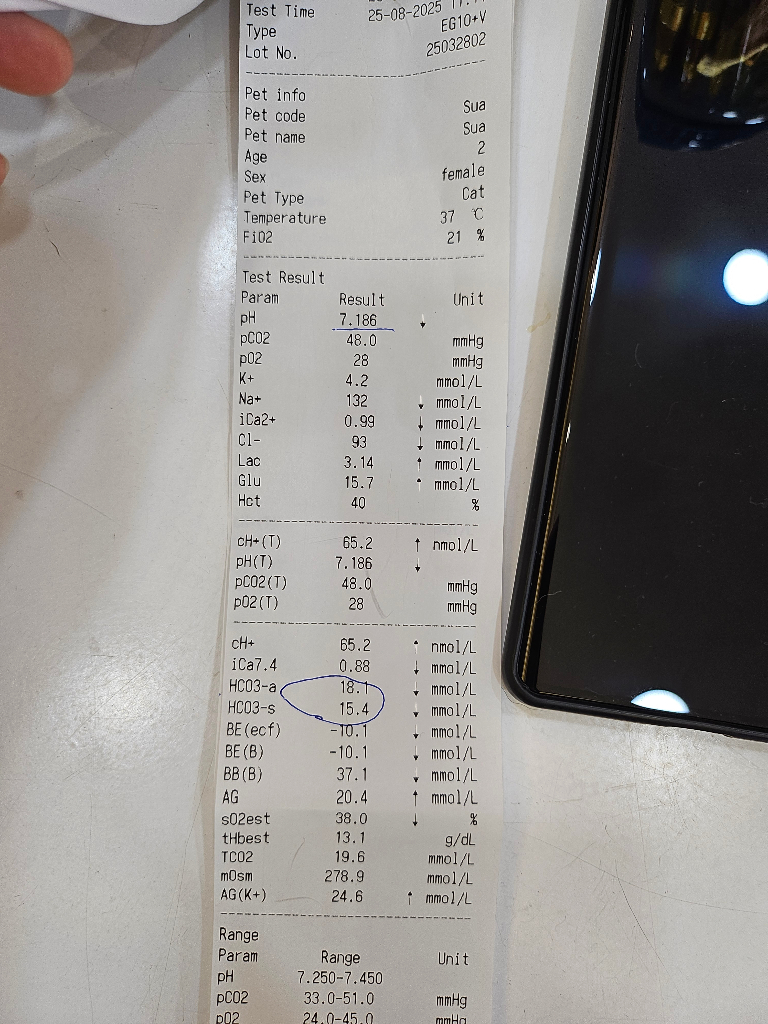 Test Time 25-08-2025
Type EG10+V
Lot No. 25032802
Pet info
Pet code Sua
Pet name Sua
Age 2
Sex female
Pet Type Cat
Temperature 37 ℃
FiO2 21 %
Test Result
Param Result Unit
pH 7.186 ↓
pCO2 48.0 mmHg
pO2 28 mmHg
K+ 4.2 mmol/L
Na+ 132 ↓ mmol/L
iCa2+ 0.99 ↓ mmol/L
Cl- 93 ↓ mmol/L
Lac 3.14 ↑ mmol/L
Glu 15.7 ↑ mmol/L
Hct 40 %
cH+(T) 65.2 ↑ nmol/L
pH(T) 7.186 ↓
pCO2(T) 48.0 mmHg
pO2(T) 28 mmHg
cH+ 65.2 ↑ nmol/L
iCa7.4 0.88 ↓ mmol/L
HCO3-a 18.1 ↓ mmol/L
HCO3-s 15.4 ↓ mmol/L
BE(ecf) -10.1 ↓ mmol/L
BE(B) -10.1 ↓ mmol/L
BB(B) 37.1 ↓ mmol/L
AG 20.4 ↑ mmol/L
sO2est 38.0 ↓ %
tHbest 13.1 g/dL
TCO2 19.6 mmol/L
mOsm 278.9 mmol/L
AG(K+) 24.6 ↑ mmol/L
Range
Param Range Unit
pH 7.250-7.450
pCO2 33.0-51.0 mmHg
pO2 24.0-45.0 mmHg